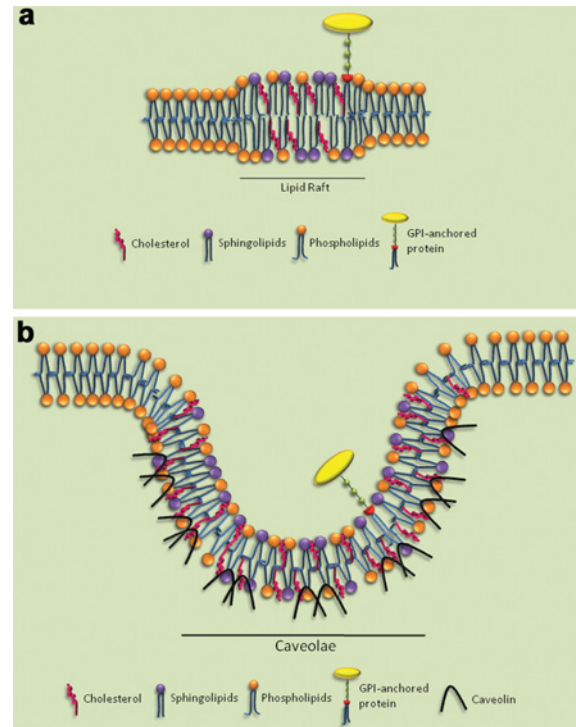 a
Lipid Raft
Cholesterol
Sphingolipids
Phospholipids
GPI-anchored
protein
b
Caveolae
Cholesterol
Sphingolipids
Phospholipids
GPI-anchored
protein
Caveolin